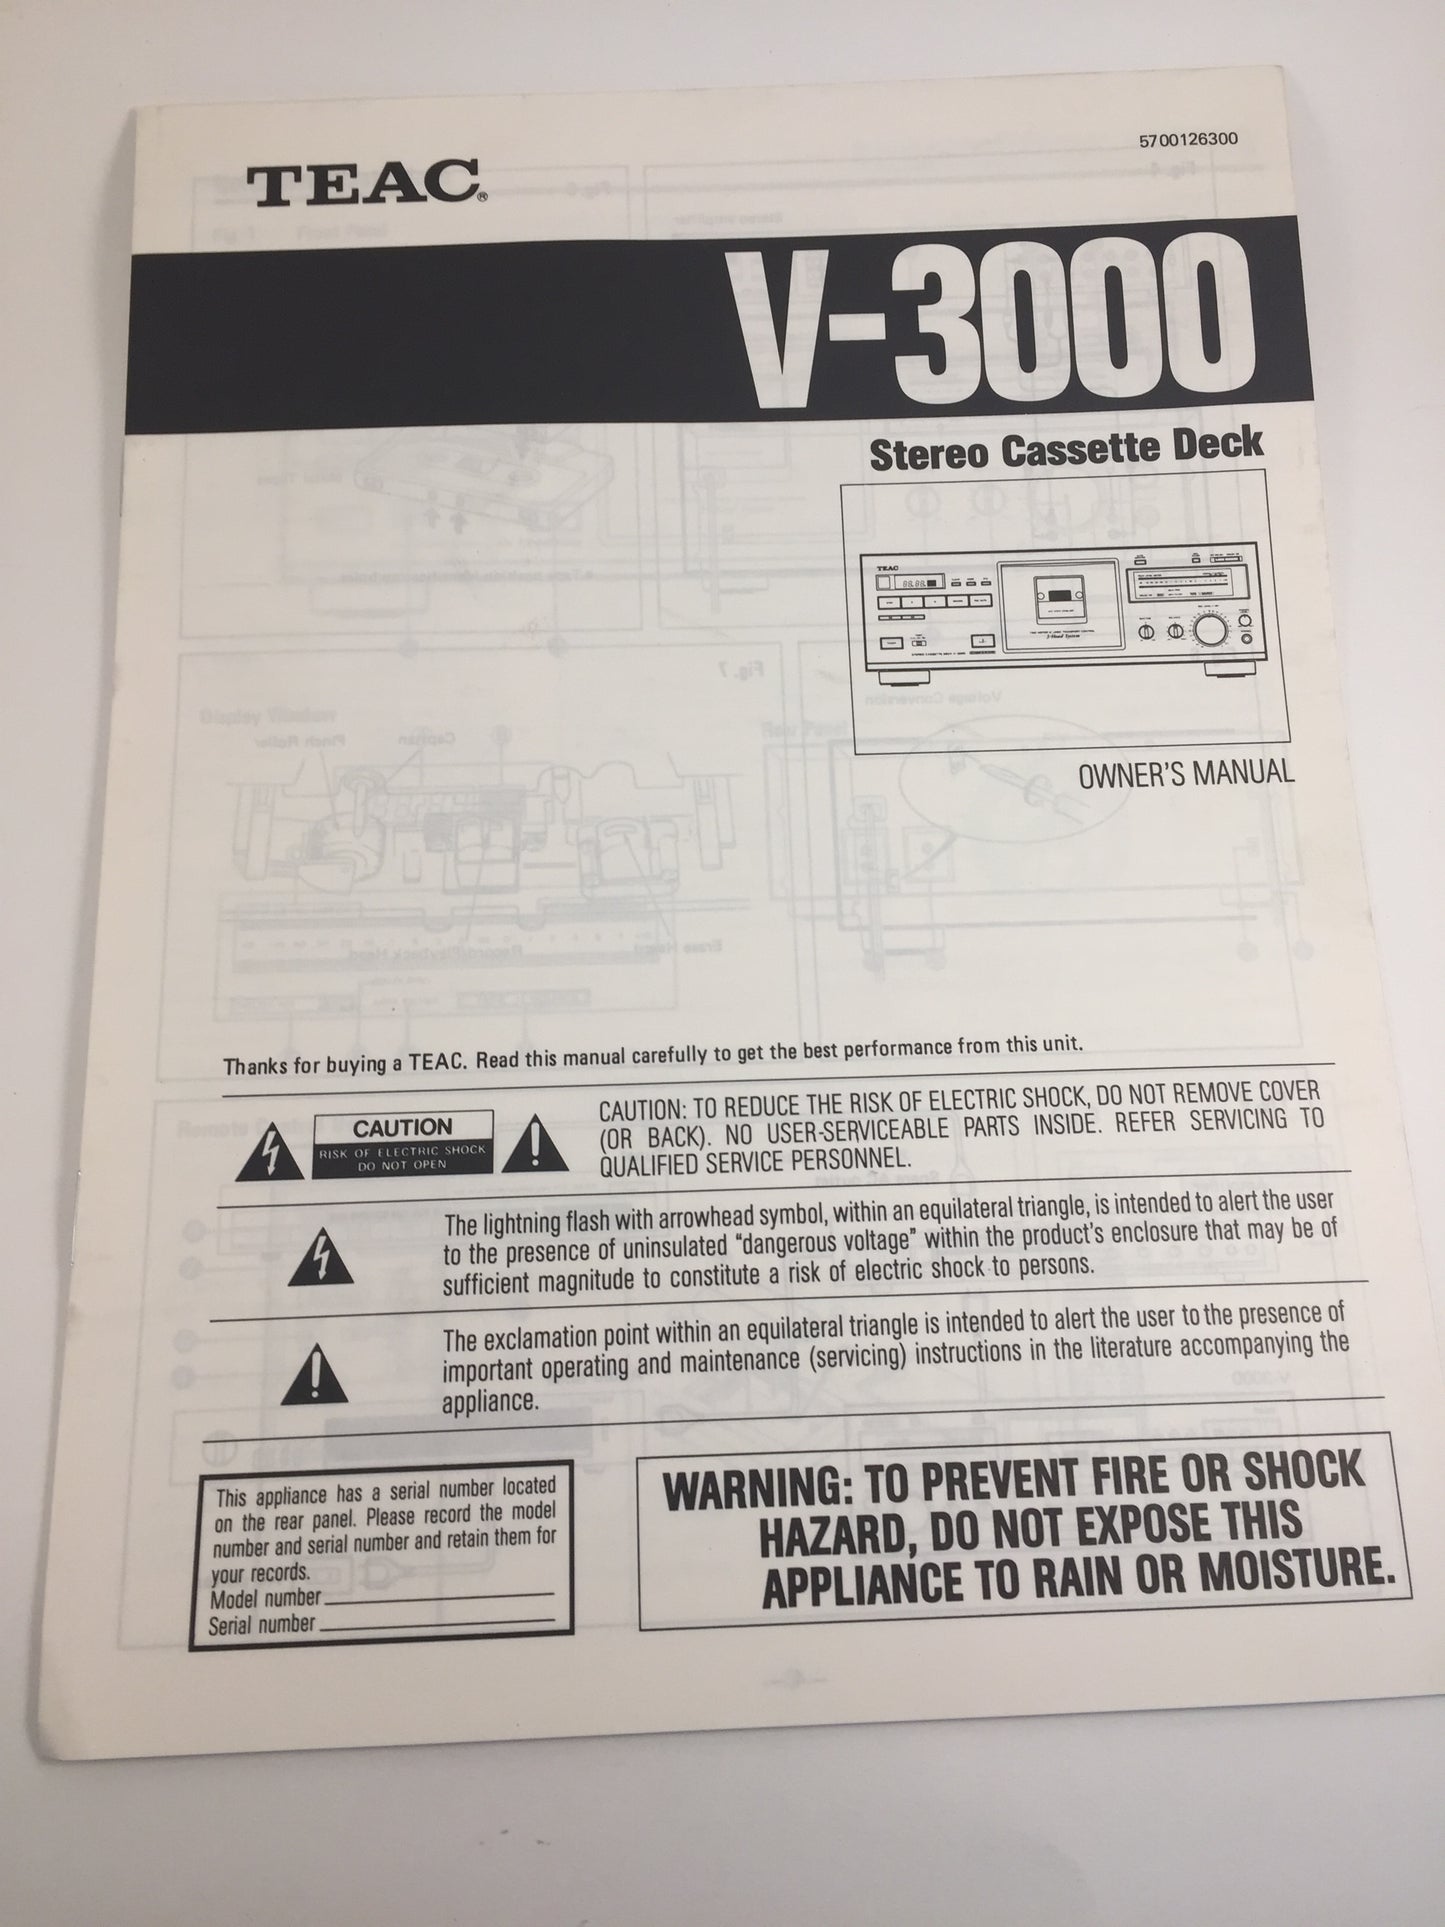 5700126300
TEAC®
V-3000
Stereo Cassette Deck
TEAC
OWNER'S MANUAL
Thanks for buying a TEAC. Read this manual carefully to get the best performance from this unit.
CAUTION
RISK OF ELECTRIC SHOCK
DO NOT OPEN
CAUTION: TO REDUCE THE RISK OF ELECTRIC SHOCK, DO NOT REMOVE COVER
(OR BACK). NO USER-SERVICEABLE PARTS INSIDE. REFER SERVICING TO
QUALIFIED SERVICE PERSONNEL.
The lightning flash with arrowhead symbol, within an equilateral triangle, is intended to alert the user
to the presence of uninsulated “dangerous voltage” within the product's enclosure that may be of
sufficient magnitude to constitute a risk of electric shock to persons.
The exclamation point within an equilateral triangle is intended to alert the user to the presence of
important operating and maintenance (servicing) instructions in the literature accompanying the
appliance.
This appliance has a serial number located
on the rear panel. Please record the model
number and serial number and retain them for
your records.
Model number
Serial number
WARNING: TO PREVENT FIRE OR SHOCK
HAZARD, DO NOT EXPOSE THIS
APPLIANCE TO RAIN OR MOISTURE.